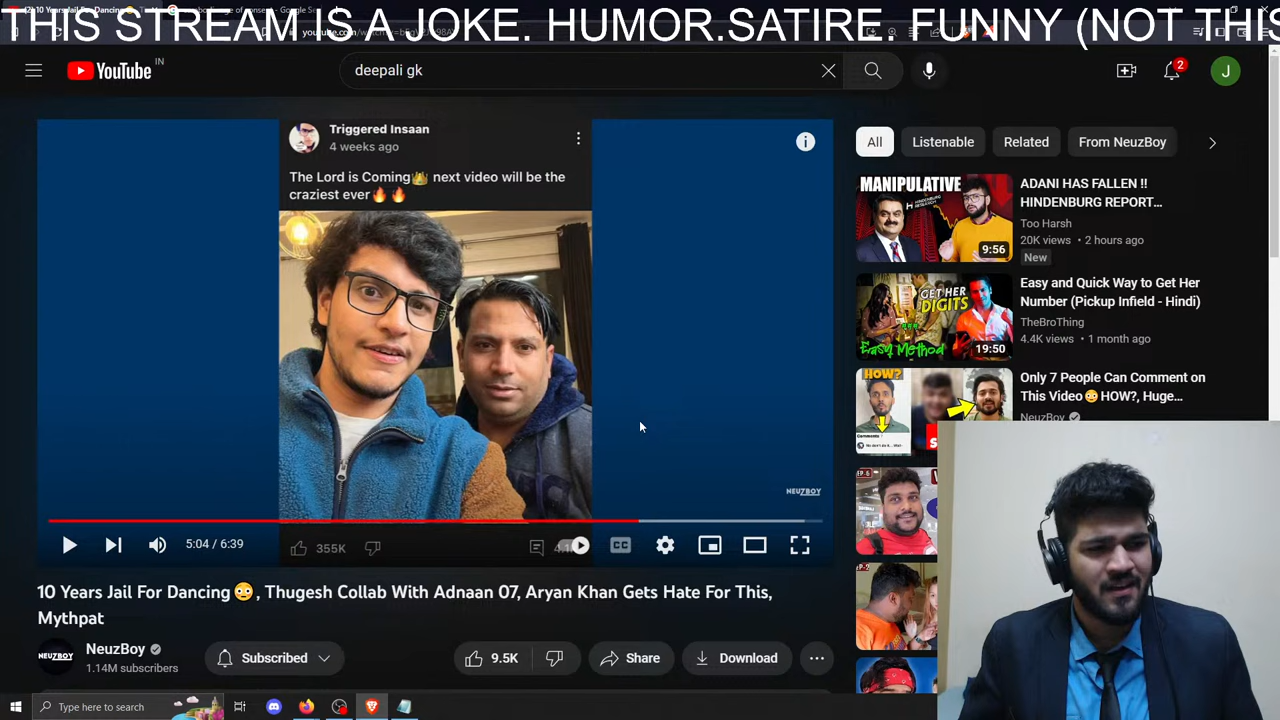 THIS STREAM IS A JOKE. HUMOR.SATIRE. FUNNY (NOT THIS
YouTube IN
deepali gk
2
J
Triggered Insaan
4 weeks ago
The Lord is Coming👑 next video will be the
craziest ever🔥🔥
355K
NEUZBOY
5:04 / 6:39
CC
10 Years Jail For Dancing😳, Thugesh Collab With Adnaan 07, Aryan Khan Gets Hate For This,
Mythpat
NEUZBOY
NeuzBoy
1.14M subscribers
Subscribed
9.5K
Share
Download
All
Listenable
Related
From NeuzBoy
MANIPULATIVE
9:56
ADANI HAS FALLEN !!
HINDENBURG REPORT…
Too Harsh
20K views • 2 hours ago
New
GET HER
DIGITS
Easy Method
19:50
Easy and Quick Way to Get Her
Number (Pickup Infield - Hindi)
TheBroThing
4.4K views • 1 month ago
HOW?
Only 7 People Can Comment on
This Video😳HOW?, Huge…
NeuzBoy
Type here to search